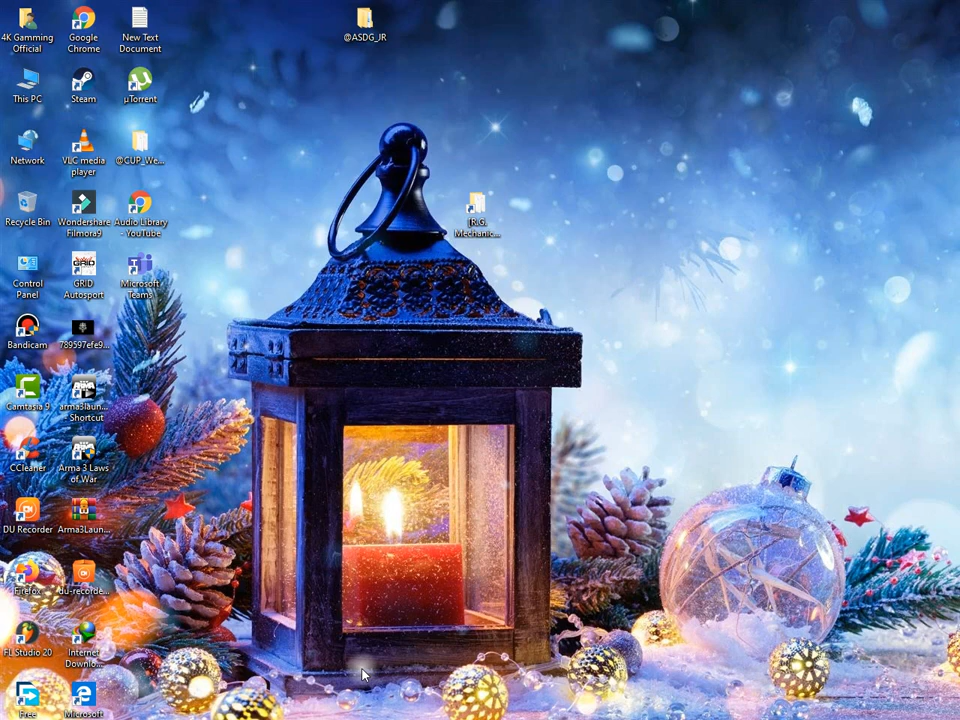 4K Gamming
Official
Google
Chrome
New Text
Document
@ASDG_JR
This PC
Steam
µTorrent
Network
VLC media
player
@CUP_We...
Recycle Bin
Wondershare
Filmora9
Audio Library
- YouTube
[R.G.
Mechanic...
Control
Panel
GRID
GRID
Autosport
Microsoft
Teams
Bandicam
789597efe9...
Camtasia 9
arma3laun...
- Shortcut
CCleaner
Arma 3 Laws
of War
DU Recorder
Arma3Laun...
Firefox
du-recorde...
FL Studio 20
Internet
Downlo...
Free
Microsoft